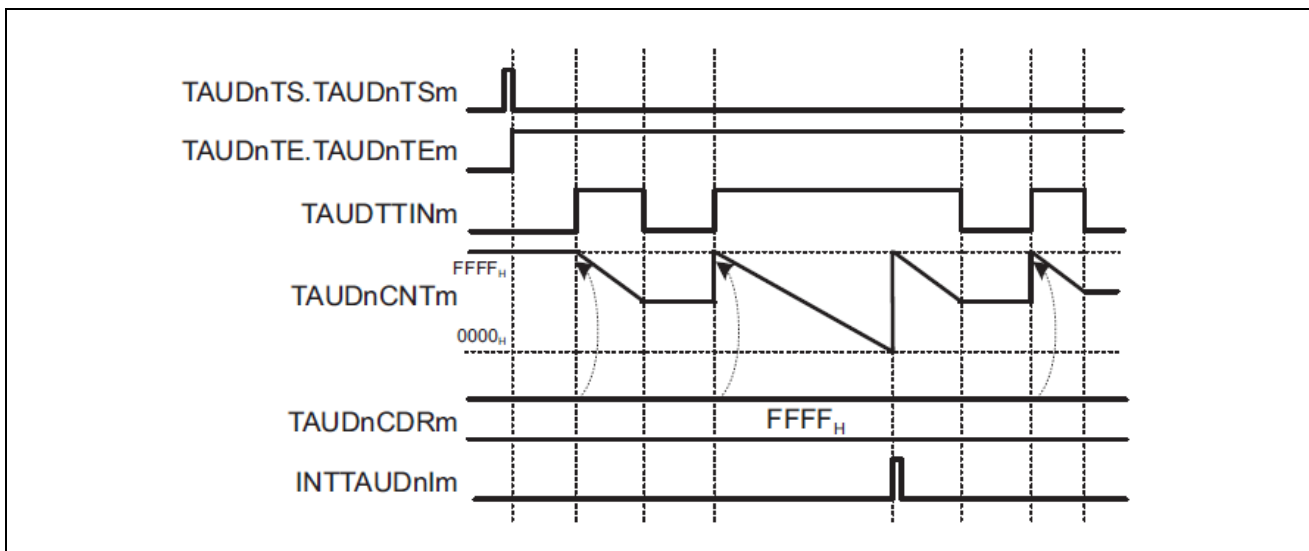 TAUDnTS.TAUDnTSm
TAUDnTE.TAUDnTEm
TAUDTTINm
FFFFH
TAUDnCNTm
0000H
TAUDnCDRm
FFFFH
INTTAUDnIm